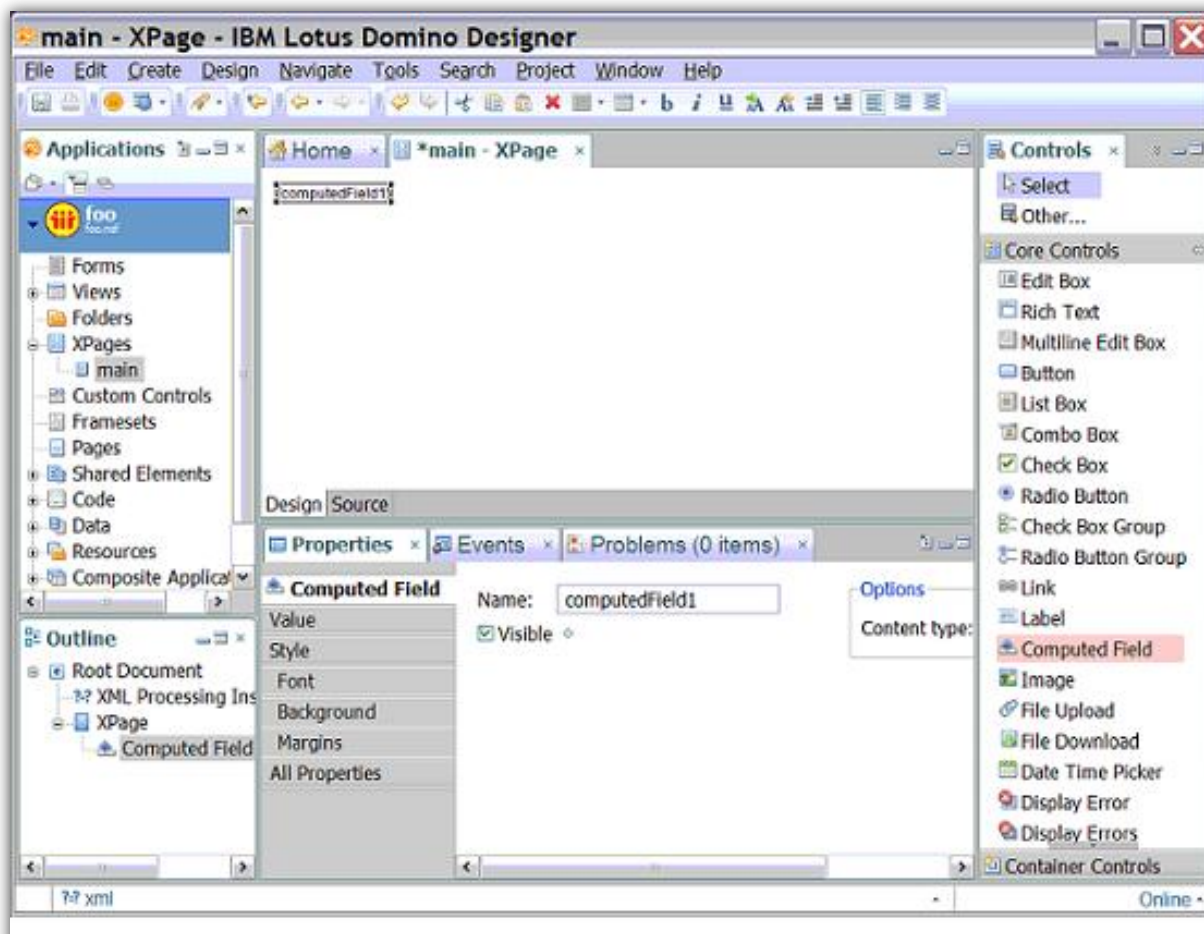 main - XPage - IBM Lotus Domino Designer
File Edit Create Design Navigate Tools Search Project Window Help
b i u
Applications
foo
foo.nsf
Forms
Views
Folders
XPages
main
Custom Controls
Framesets
Pages
Shared Elements
Code
Data
Resources
Composite Applicat
Outline
Root Document
XML Processing Ins
XPage
Computed Field
Home *main - XPage
computedField1
Design Source
Properties Events Problems (0 items)
Computed Field
Value
Style
Font
Background
Margins
All Properties
Name: computedField1
Visible
Options
Content type:
Controls
Select
Other...
Core Controls
Edit Box
Rich Text
Multiline Edit Box
Button
List Box
Combo Box
Check Box
Radio Button
Check Box Group
Radio Button Group
Link
Label
Computed Field
Image
File Upload
File Download
Date Time Picker
Display Error
Display Errors
Container Controls
?-? xml
Online